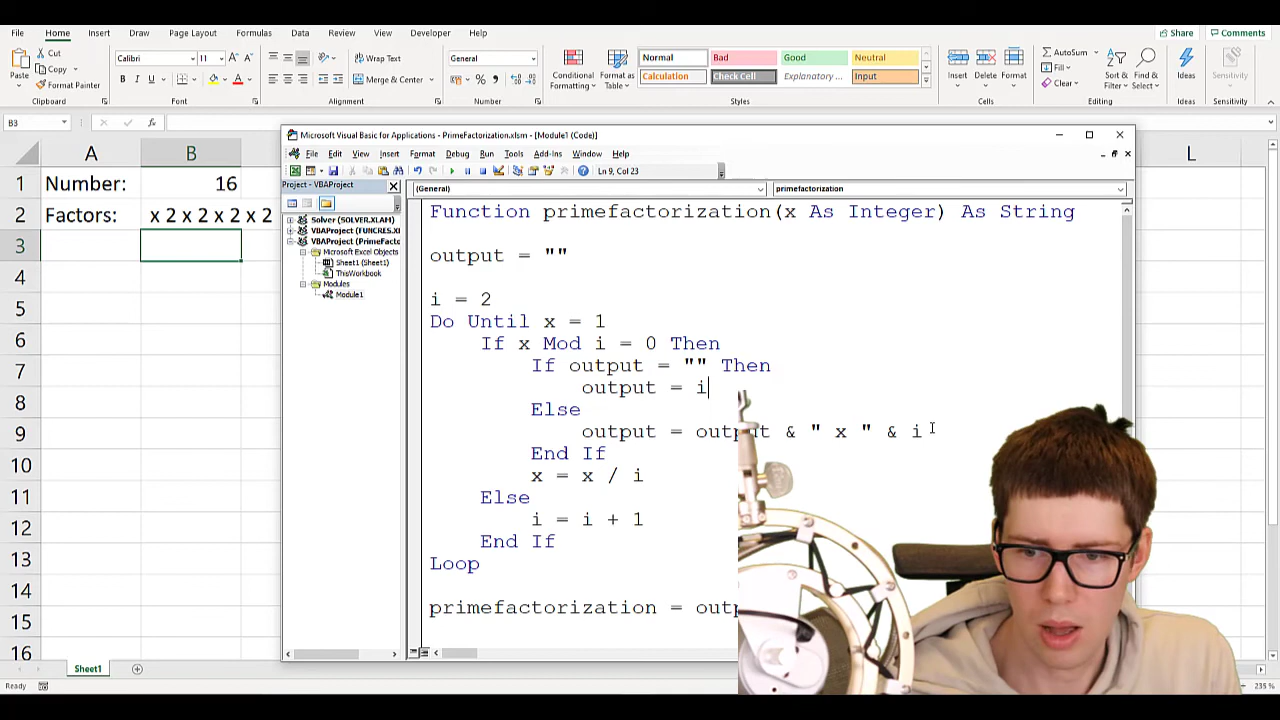 File Home Insert Draw Page Layout Formulas Data Review View Developer Help Share Comments
Paste Cut Copy Format Painter Clipboard
Calibri 11 Font
Wrap Text Merge & Center Alignment
General Number
Conditional Formatting Format as Table
Normal Bad Good Neutral
Calculation Check Cell Explanatory ... Input
Styles
Insert Delete Format Cells
AutoSum Fill Clear Sort & Filter Find & Select Editing
Ideas Ideas
Sensitivity Sensitivity
B3 fx
A B L
1 Number: 16
2 Factors: x 2 x 2 x 2 x 2
3
4
5
6
7
8
9
10
11
12
13
14
15
16
Sheet1
Ready
235 %
Microsoft Visual Basic for Applications - PrimeFactorization.xlsm - [Module1 (Code)]
File Edit View Insert Format Debug Run Tools Add-Ins Window Help
Ln 9, Col 23
Project - VBAProject
Solver (SOLVER.XLAM)
VBAProject (FUNCRES.XL
VBAProject (PrimeFacto
Microsoft Excel Objects
Sheet1 (Sheet1)
ThisWorkbook
Modules
Module1
(General) primefactorization
Function primefactorization(x As Integer) As String
output = ""
i = 2
Do Until x = 1
If x Mod i = 0 Then
If output = "" Then
output = i
Else
output = output & " x " & i
End If
x = x / i
Else
i = i + 1
End If
Loop
primefactorization = outp